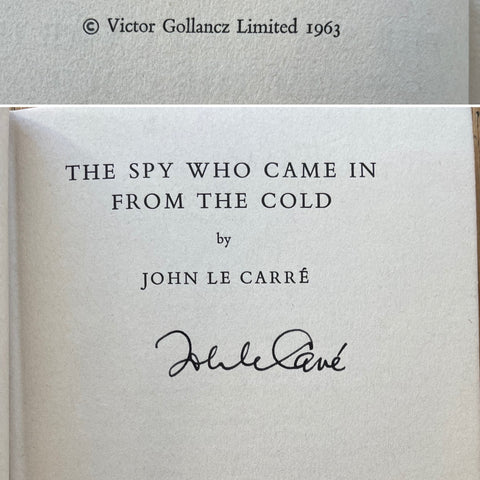 © Victor Gollancz Limited 1963
THE SPY WHO CAME IN
FROM THE COLD
by
JOHN LE CARRÉ
John le Carré